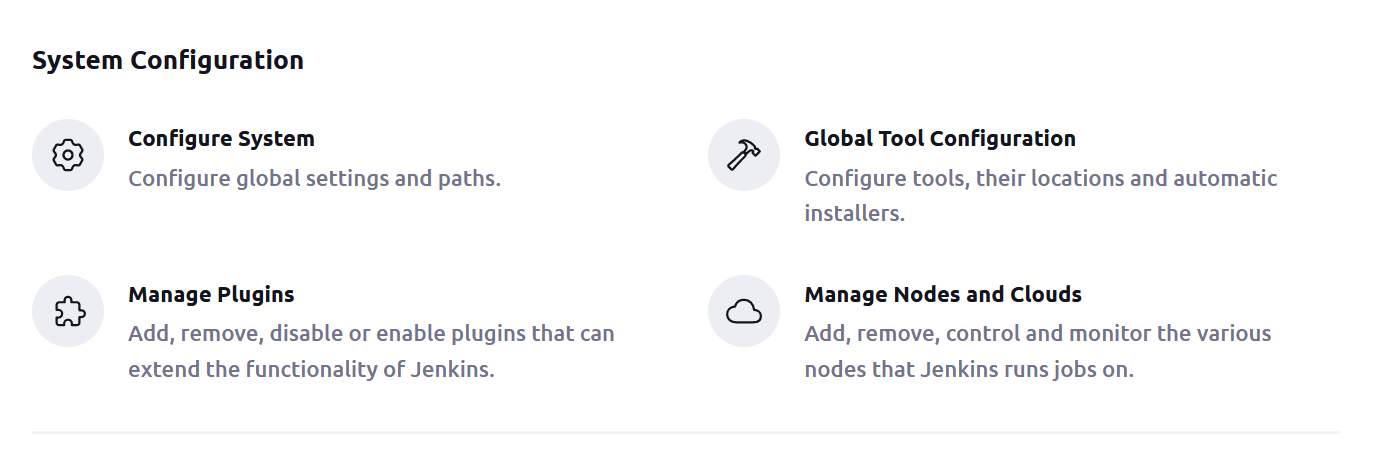 System Configuration
Configure System
Configure global settings and paths.
Global Tool Configuration
Configure tools, their locations and automatic
installers.
Manage Plugins
Add, remove, disable or enable plugins that can
extend the functionality of Jenkins.
Manage Nodes and Clouds
Add, remove, control and monitor the various
nodes that Jenkins runs jobs on.